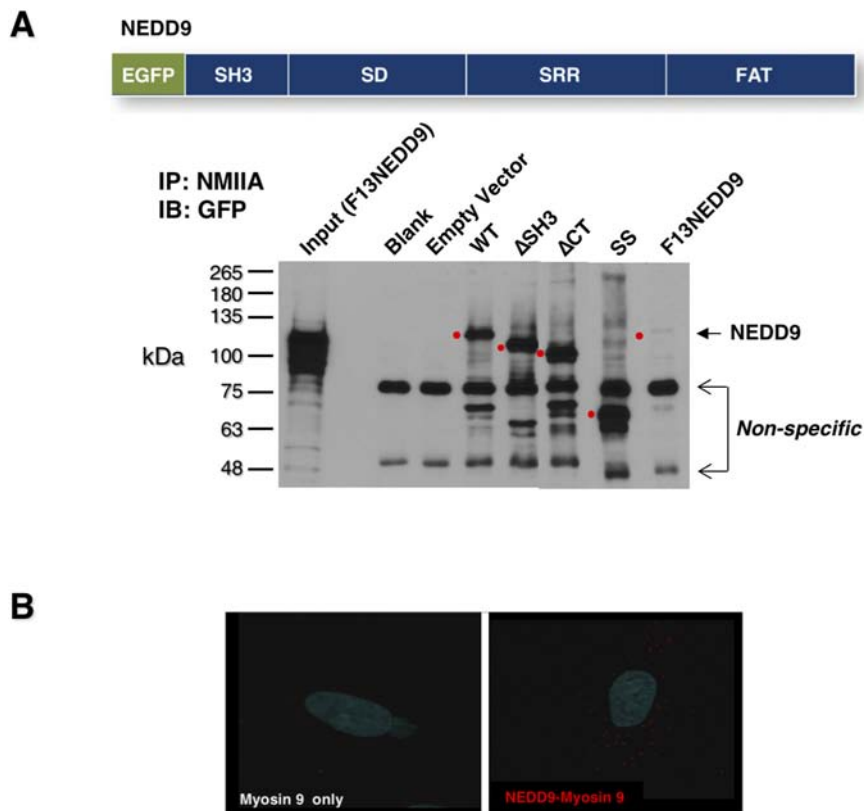 A
NEDD9
EGFP SH3 SD SRR FAT
IP: NMIIA
IB: GFP
Input (F13NEDD9)
Blank
Empty Vector
WT
ΔSH3
ΔCT
SS
F13NEDD9
265
180
135
100
75
63
48
kDa
NEDD9
Non-specific
B
Myosin 9 only
NEDD9-Myosin 9